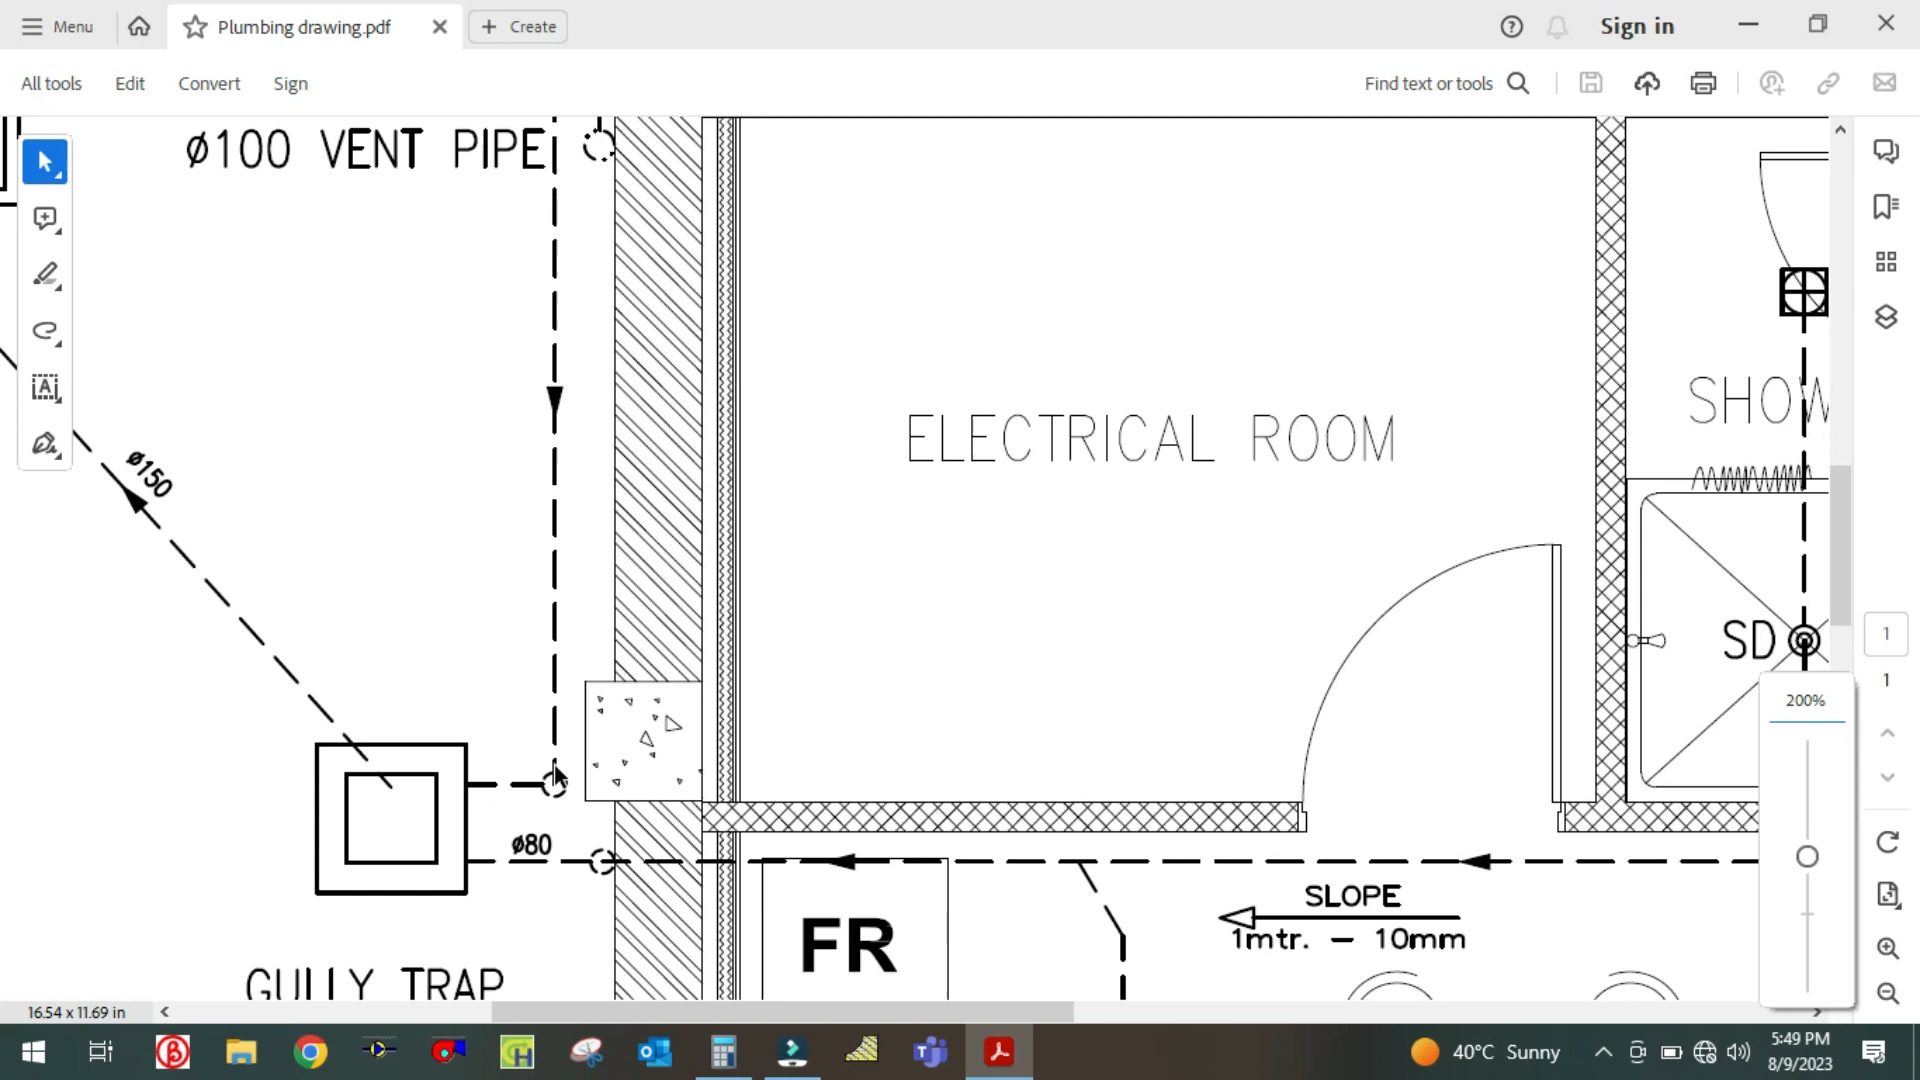 Menu
Plumbing drawing.pdf
Create
Sign in
All tools
Edit
Convert
Sign
Find text or tools
Ø100 VENT PIPE
ELECTRICAL ROOM
SHOW
Ø150
SD
200%
1
1
Ø80
SLOPE
1mtr. - 10mm
FR
GULLY TRAP
16.54 x 11.69 in
40°C Sunny
5:49 PM
8/9/2023